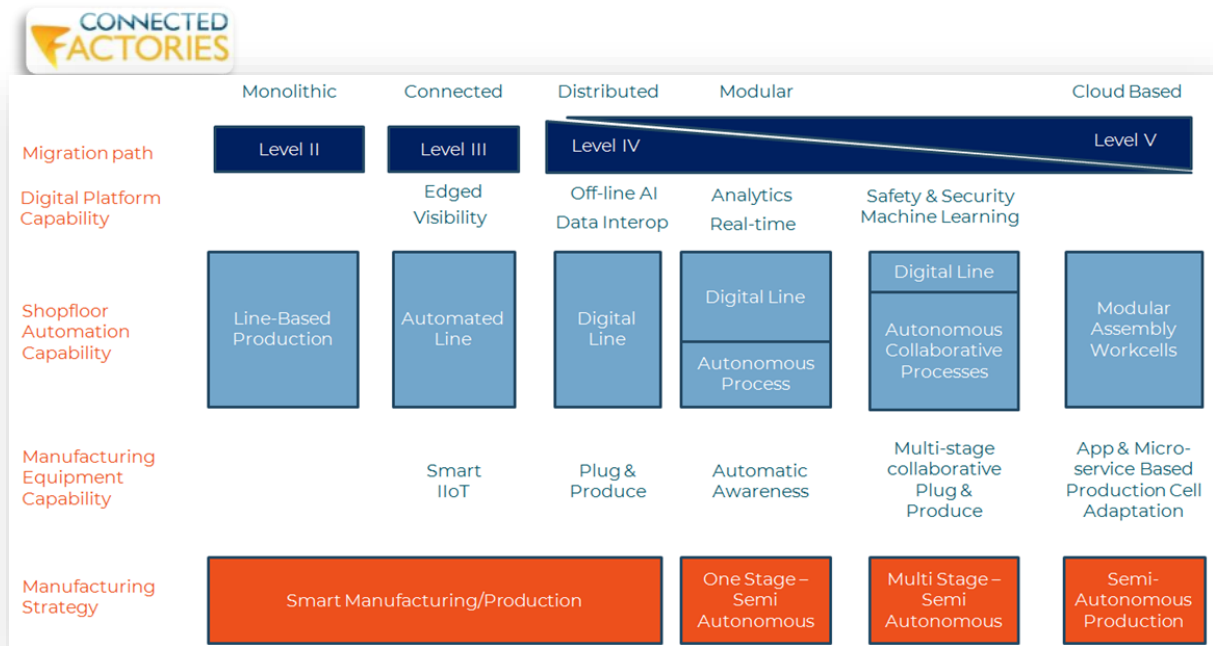 CONNECTED
FACTORIES
Monolithic
Connected
Distributed
Modular
Cloud Based
Migration path
Level II
Level III
Level IV
Level V
Digital Platform
Capability
Edged
Visibility
Off-line AI
Data Interop
Analytics
Real-time
Safety & Security
Machine Learning
Shopfloor
Automation
Capability
Line-Based
Production
Automated
Line
Digital
Line
Digital Line
Autonomous
Process
Digital Line
Autonomous
Collaborative
Processes
Modular
Assembly
Workcells
Manufacturing
Equipment
Capability
Smart
IIoT
Plug &
Produce
Automatic
Awareness
Multi-stage
collaborative
Plug &
Produce
App & Micro-
service Based
Production Cell
Adaptation
Manufacturing
Strategy
Smart Manufacturing/Production
One Stage –
Semi
Autonomous
Multi Stage –
Semi
Autonomous
Semi-
Autonomous
Production